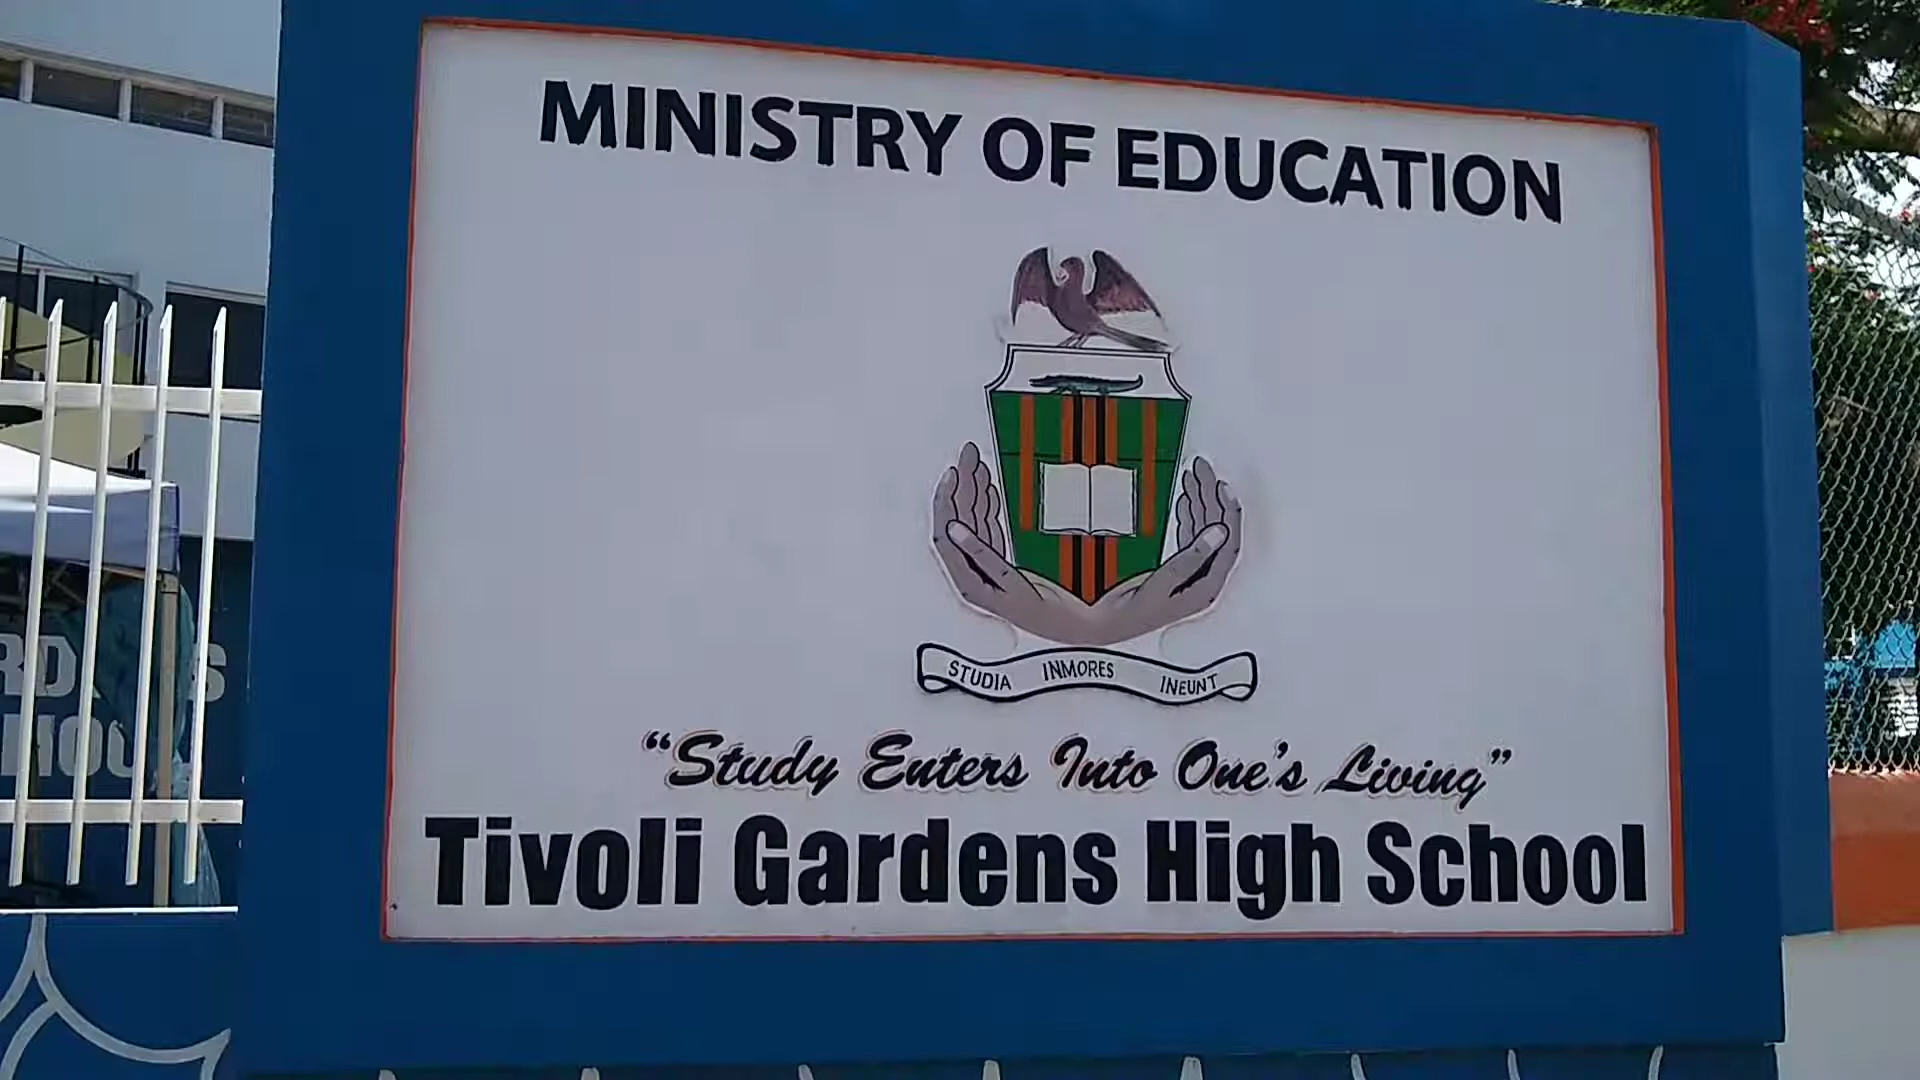 MINISTRY OF EDUCATION
STUDIA INMORES INEUNT
"Study Enters Into One's Living"
Tivoli Gardens High School